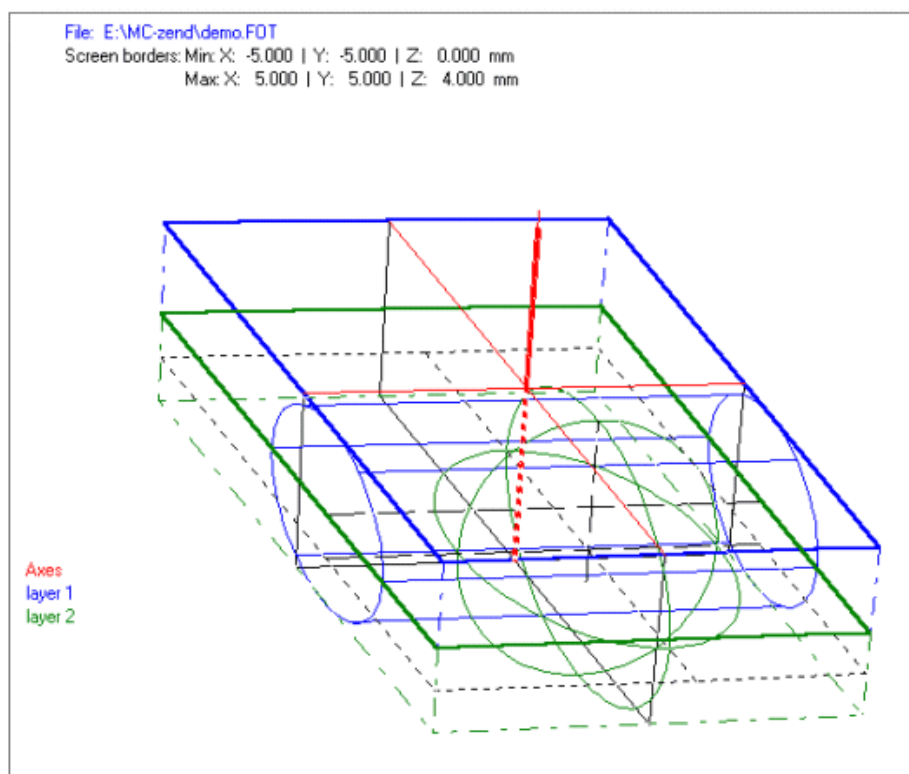 File: E:\MC-zend\demo.FOT
Screen borders: Min: X: -5.000 | Y: -5.000 | Z: 0.000 mm
Max: X: 5.000 | Y: 5.000 | Z: 4.000 mm
Axes
layer 1
layer 2